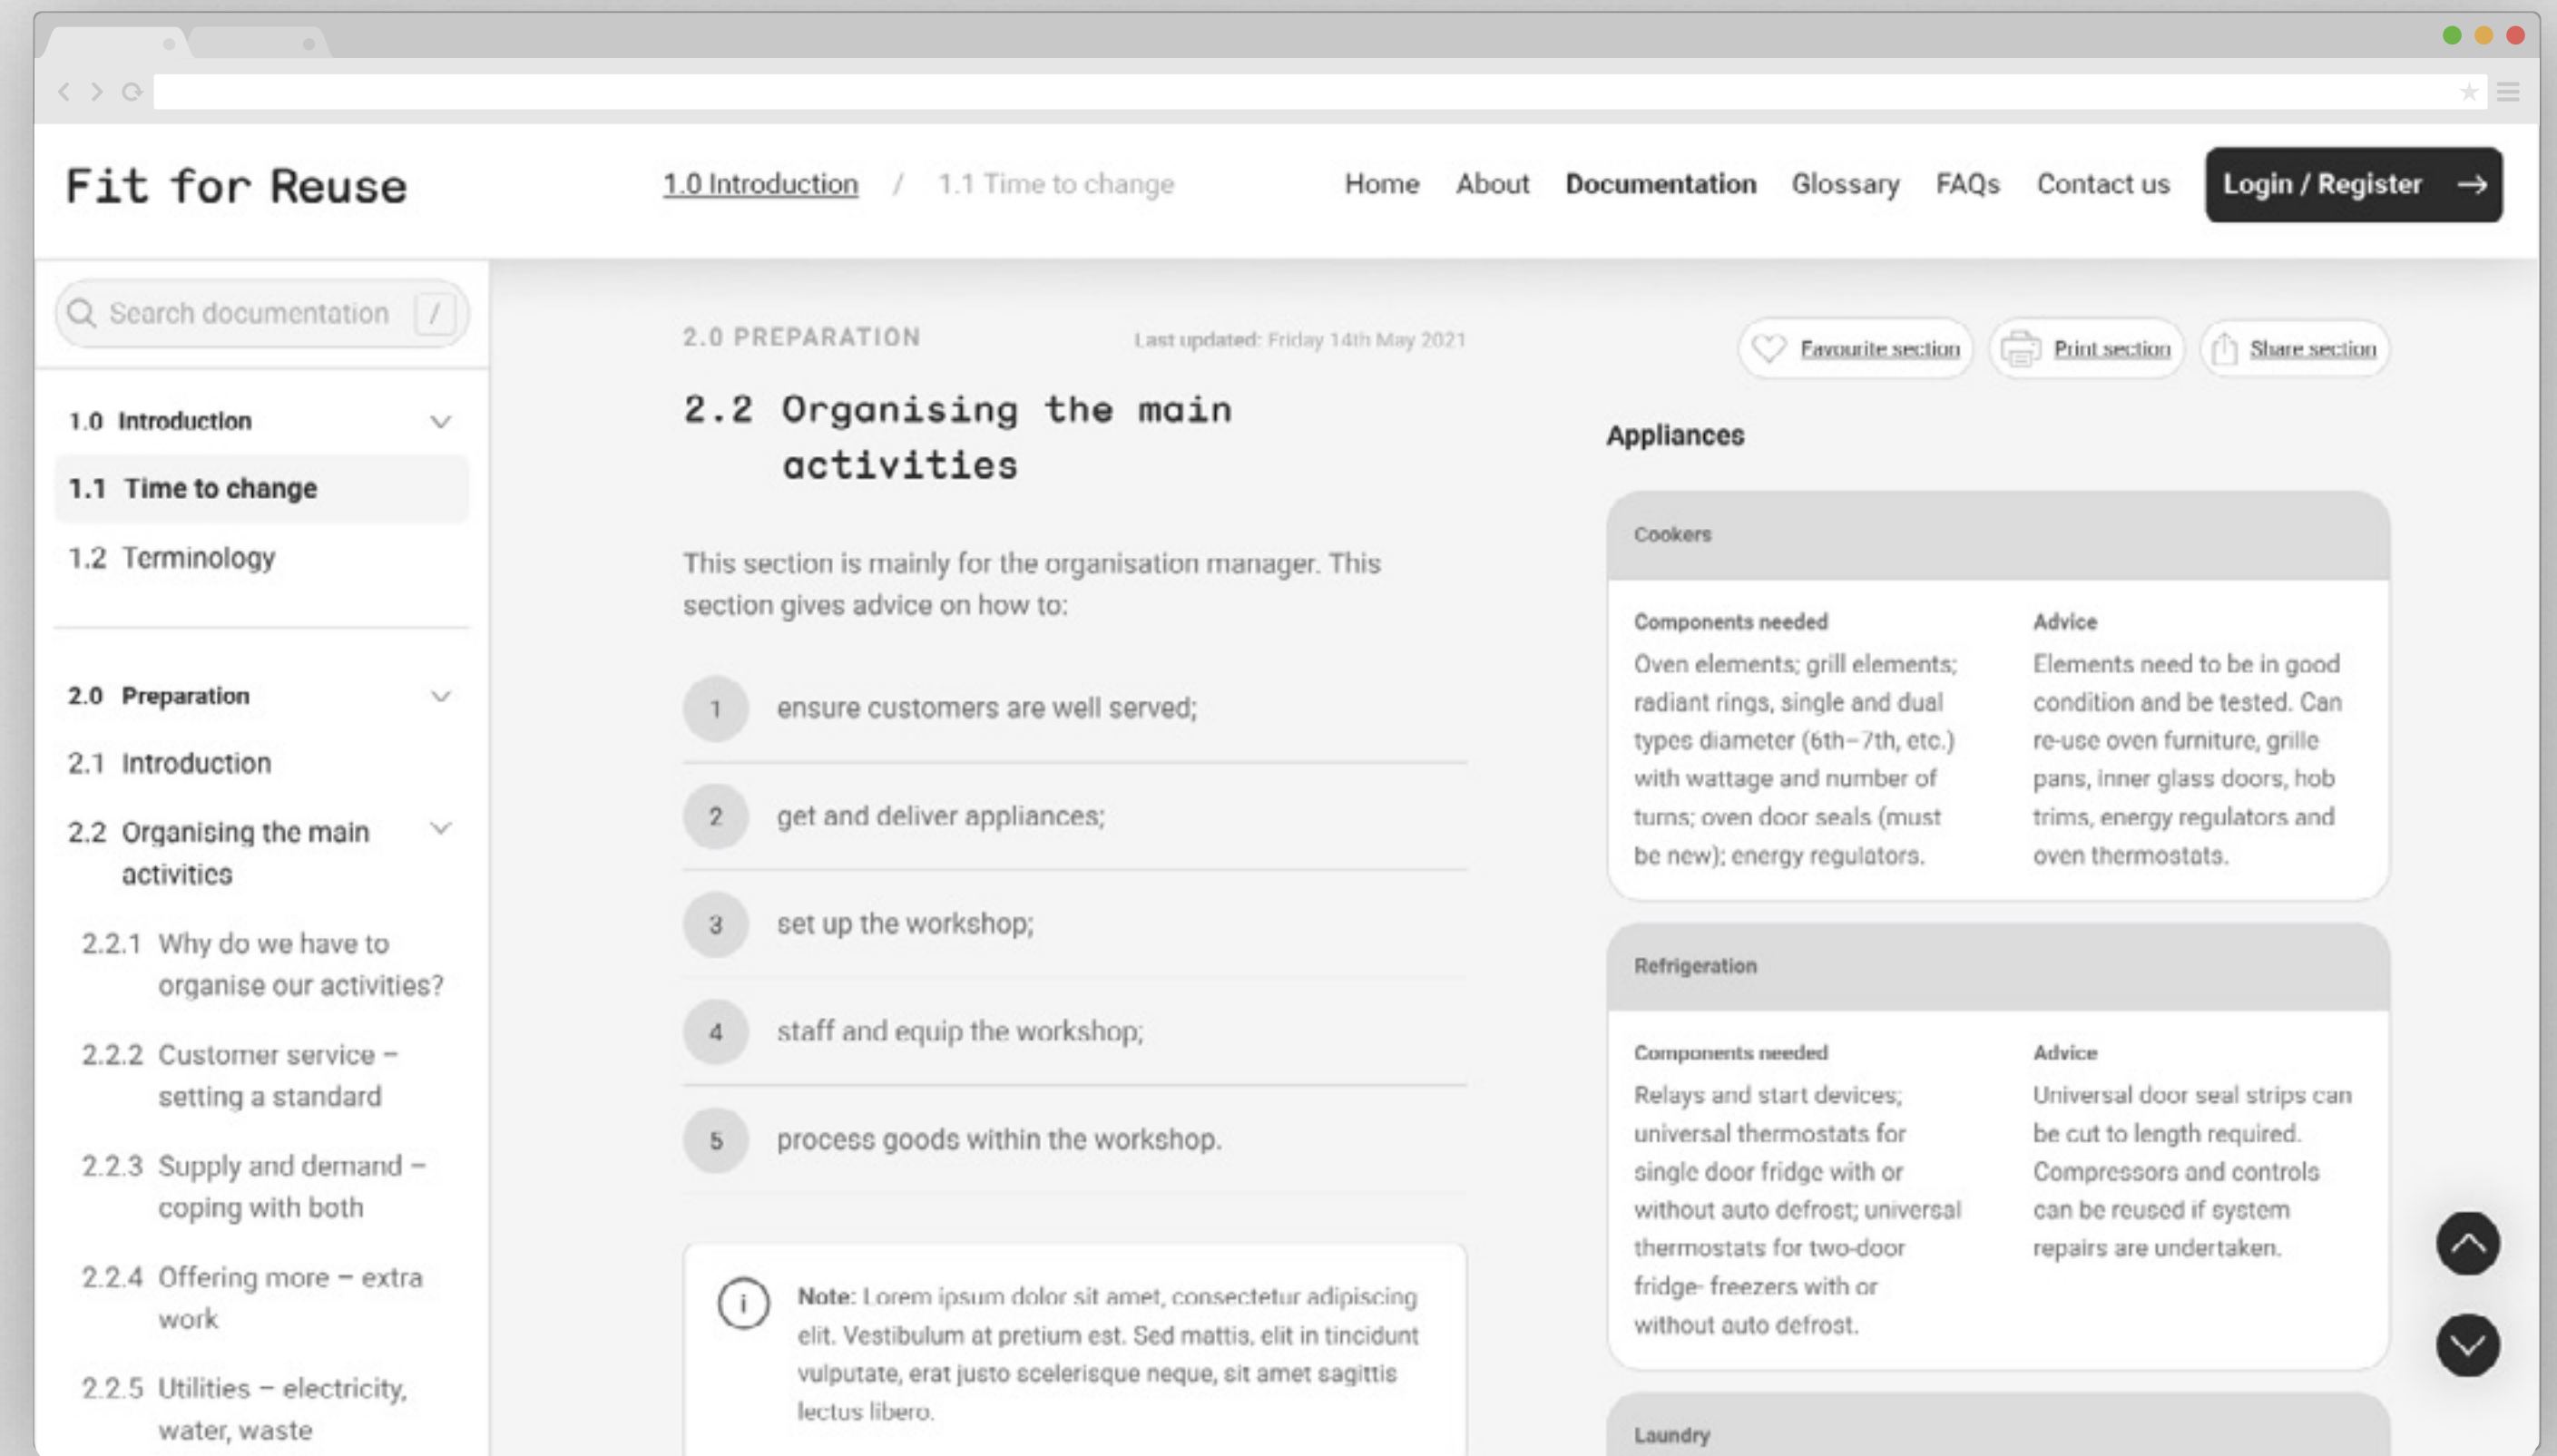 Fit for Reuse
1.0 Introduction / 1.1 Time to change
Home About Documentation Glossary FAQs Contact us Login / Register →
Search documentation /
1.0 Introduction
1.1 Time to change
1.2 Terminology
2.0 Preparation
2.1 Introduction
2.2 Organising the main
activities
2.2.1 Why do we have to
organise our activities?
2.2.2 Customer service –
setting a standard
2.2.3 Supply and demand –
coping with both
2.2.4 Offering more – extra
work
2.2.5 Utilities – electricity,
water, waste
2.0 PREPARATION
Last updated: Friday 14th May 2021
2.2 Organising the main
activities
This section is mainly for the organisation manager. This
section gives advice on how to:
1 ensure customers are well served;
2 get and deliver appliances;
3 set up the workshop;
4 staff and equip the workshop;
5 process goods within the workshop.
i
Note: Lorem ipsum dolor sit amet, consectetur adipiscing
elit. Vestibulum at pretium est. Sed mattis, elit in tincidunt
vulputate, erat justo scelerisque neque, sit amet sagittis
lectus libero.
Favourite section Print section Share section
Appliances
Cookers
Components needed
Oven elements; grill elements;
radiant rings, single and dual
types diameter (6th–7th, etc.)
with wattage and number of
turns; oven door seals (must
be new); energy regulators.
Advice
Elements need to be in good
condition and be tested. Can
re-use oven furniture, grille
pans, inner glass doors, hob
trims, energy regulators and
oven thermostats.
Refrigeration
Components needed
Relays and start devices;
universal thermostats for
single door fridge with or
without auto defrost; universal
thermostats for two-door
fridge- freezers with or
without auto defrost.
Advice
Universal door seal strips can
be cut to length required.
Compressors and controls
can be reused if system
repairs are undertaken.
Laundry